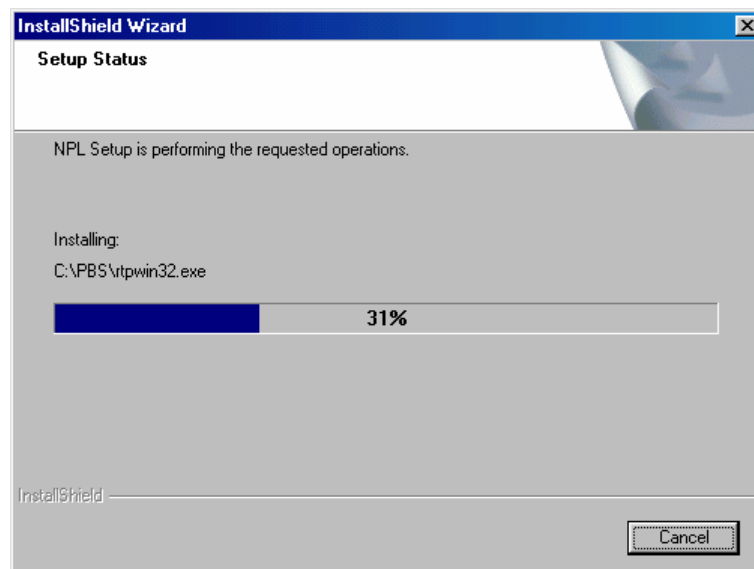 InstallShield Wizard
Setup Status
NPL Setup is performing the requested operations.
Installing:
C:\PBS\rtpwin32.exe
31%
InstallShield
Cancel